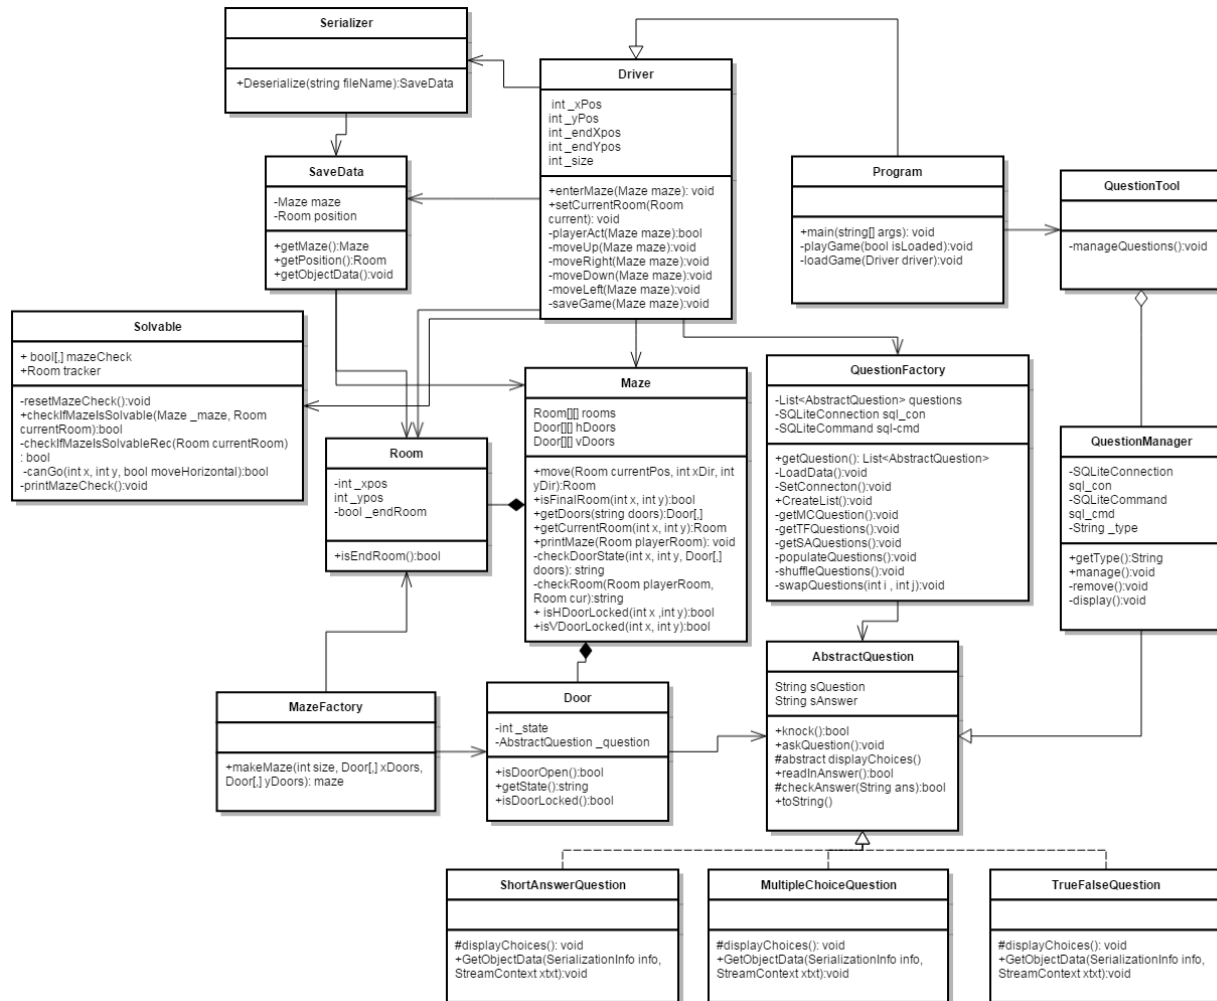 Serializer
+Deserialize(string fileName):SaveData
Driver
int _xPos
int _yPos
int _endXpos
int _endYpos
int _size
+enterMaze(Maze maze): void
+setCurrentRoom(Room
current): void
-playerAct(Maze maze):bool
-moveUp(Maze maze):void
-moveRight(Maze maze):void
-moveDown(Maze maze):void
-moveLeft(Maze maze):void
-saveGame(Maze maze):void
SaveData
-Maze maze
-Room position
+getMaze():Maze
+getPosition():Room
+getObjectData():void
Program
+main(string[] args): void
-playGame(bool isLoaded):void
-loadGame(Driver driver):void
QuestionTool
-manageQuestions():void
Solvable
+ bool[,] mazeCheck
+Room tracker
-resetMazeCheck():void
+checkIfMazeIsSolvable(Maze _maze, Room
currentRoom):bool
-checkIfMazeIsSolvableRec(Room currentRoom)
: bool
-canGo(int x, int y, bool moveHorizontal):bool
-printMazeCheck():void
Room
-int _xpos
int _ypos
-bool _endRoom
+isEndRoom():bool
Maze
Room[][] rooms
Door[][] hDoors
Door[][] vDoors
+move(Room currentPos, int xDir, int
yDir):Room
+isFinalRoom(int x, int y):bool
+getDoors(string doors):Door[,]
+getCurrentRoom(int x, int y):Room
+printMaze(Room playerRoom): void
-checkDoorState(int x, int y, Door[,]
doors): string
-checkRoom(Room playerRoom,
Room cur):string
+ isHDoorLocked(int x ,int y):bool
+isVDoorLocked(int x, int y):bool
QuestionFactory
-List<AbstractQuestion> questions
-SQLiteConnection sql_con
-SQLiteCommand sql-cmd
+getQuestion(): List<AbstractQuestion>
-LoadData():void
-SetConnecton():void
+CreateList():void
-getMCQuestion():void
-getTFQuestions():void
-getSAQuestions():void
-populateQuestions():void
-shuffleQuestions():void
-swapQuestions(int i , int j):void
QuestionManager
-SQLiteConnection
sql_con
-SQLiteCommand
sql_cmd
-String _type
+getType():String
+manage():void
-remove():void
-display():void
MazeFactory
+makeMaze(int size, Door[,] xDoors,
Door[,] yDoors): maze
Door
-int _state
-AbstractQuestion _question
+isDoorOpen():bool
+getState():string
+isDoorLocked():bool
AbstractQuestion
String sQuestion
String sAnswer
+knock():bool
+askQuestion():void
#abstract displayChoices()
+readInAnswer():bool
#checkAnswer(String ans):bool
+toString()
ShortAnswerQuestion
#displayChoices(): void
+GetObjectData(SerializationInfo info,
StreamContext xtxt):void
MultipleChoiceQuestion
#displayChoices(): void
+GetObjectData(SerializationInfo info,
StreamContext xtxt):void
TrueFalseQuestion
#displayChoices(): void
+GetObjectData(SerializationInfo info,
StreamContext xtxt):void